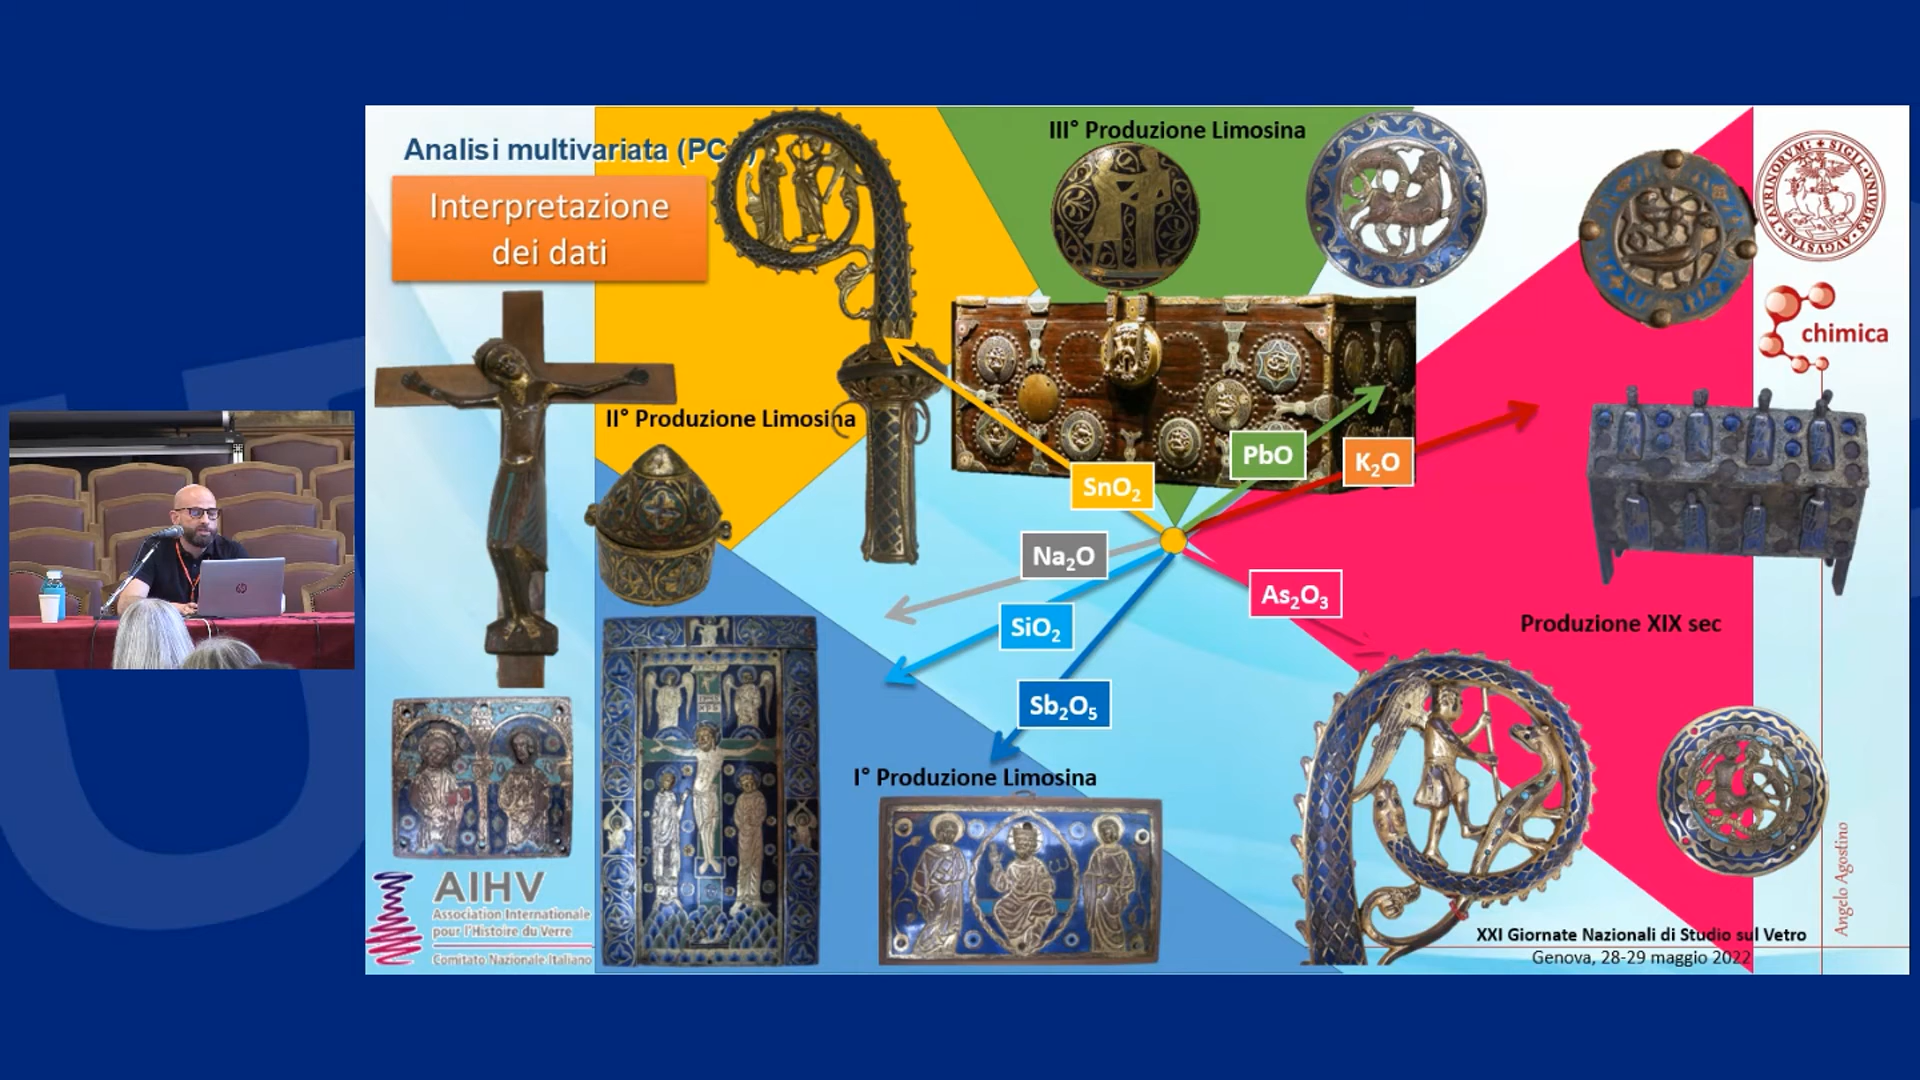 Analisi multivariata (PC
Interpretazione
dei dati
III° Produzione Limosina
II° Produzione Limosina
SnO2
PbO
K2O
Na2O
SiO2
Sb2O5
As2O3
I° Produzione Limosina
Produzione XIX sec
chimica
AIHV
Association Internationale
pour l'Histoire du Verre
Comitato Nazionale Italiano
Angelo Agostino
XXI Giornate Nazionali di Studio sul Vetro
Genova, 28-29 maggio 2022
hp